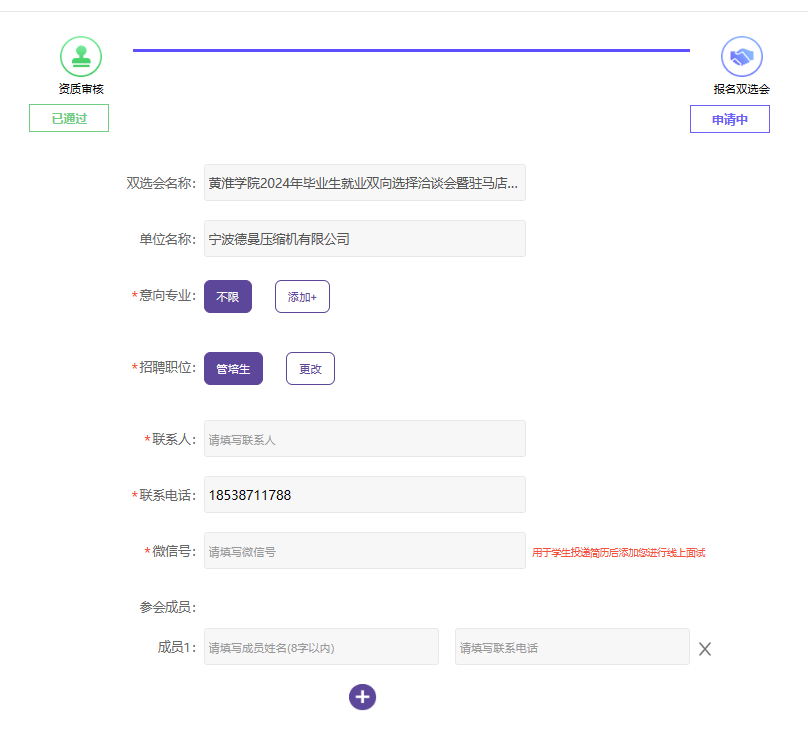 资质审核
报名双选会
已通过
申请中
双选会名称： 黄淮学院2024年毕业生就业双向选择洽谈会暨驻马店...
单位名称： 宁波德曼压缩机有限公司
*意向专业： 不限 添加+
*招聘职位： 管培生 更改
*联系人： 请填写联系人
*联系电话： 18538711788
*微信号： 请填写微信号 用于学生投递简历后添加您进行线上面试
参会成员：
成员1： 请填写成员姓名(8字以内) 请填写联系电话 X